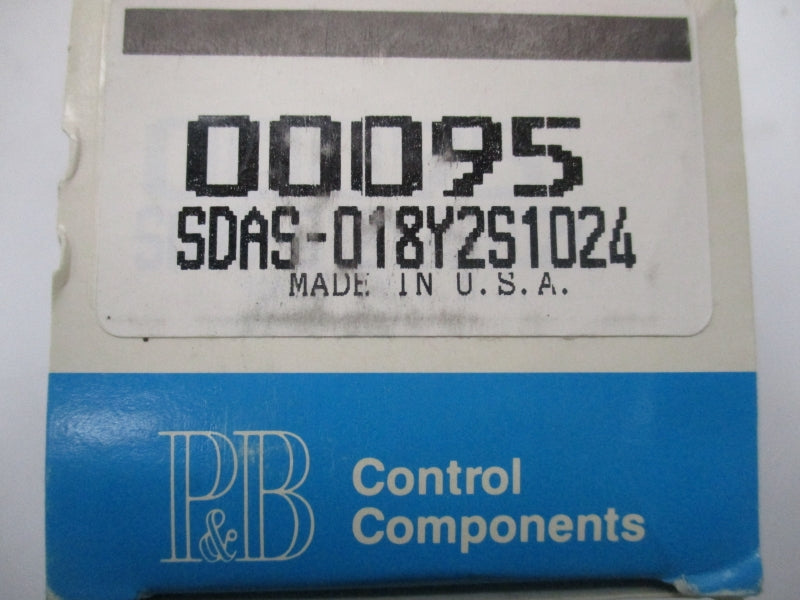 00095
SDAS-018Y2S1024
MADE IN U.S.A.
P&B
Control
Components